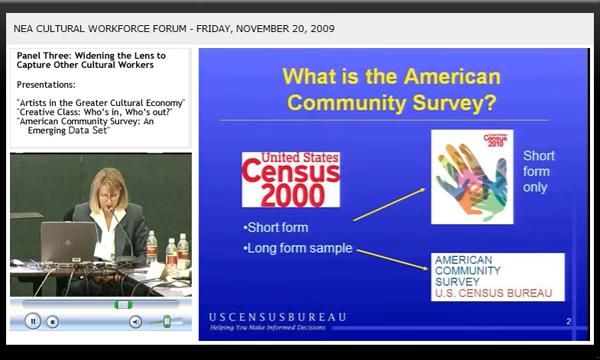 NEA CULTURAL WORKFORCE FORUM - FRIDAY, NOVEMBER 20, 2009
Panel Three: Widening the Lens to
Capture Other Cultural Workers
Presentations:
"Artists in the Greater Cultural Economy"
"Creative Class: Who's in, Who's out?"
"American Community Survey: An
Emerging Data Set"
What is the American
Community Survey?
United States
Census
2000
•Short form
•Long form sample
Census
2010
Short
form
only
AMERICAN
COMMUNITY
SURVEY
U.S. CENSUS BUREAU
USCENSUSBUREAU
Helping You Make Informed Decisions
2